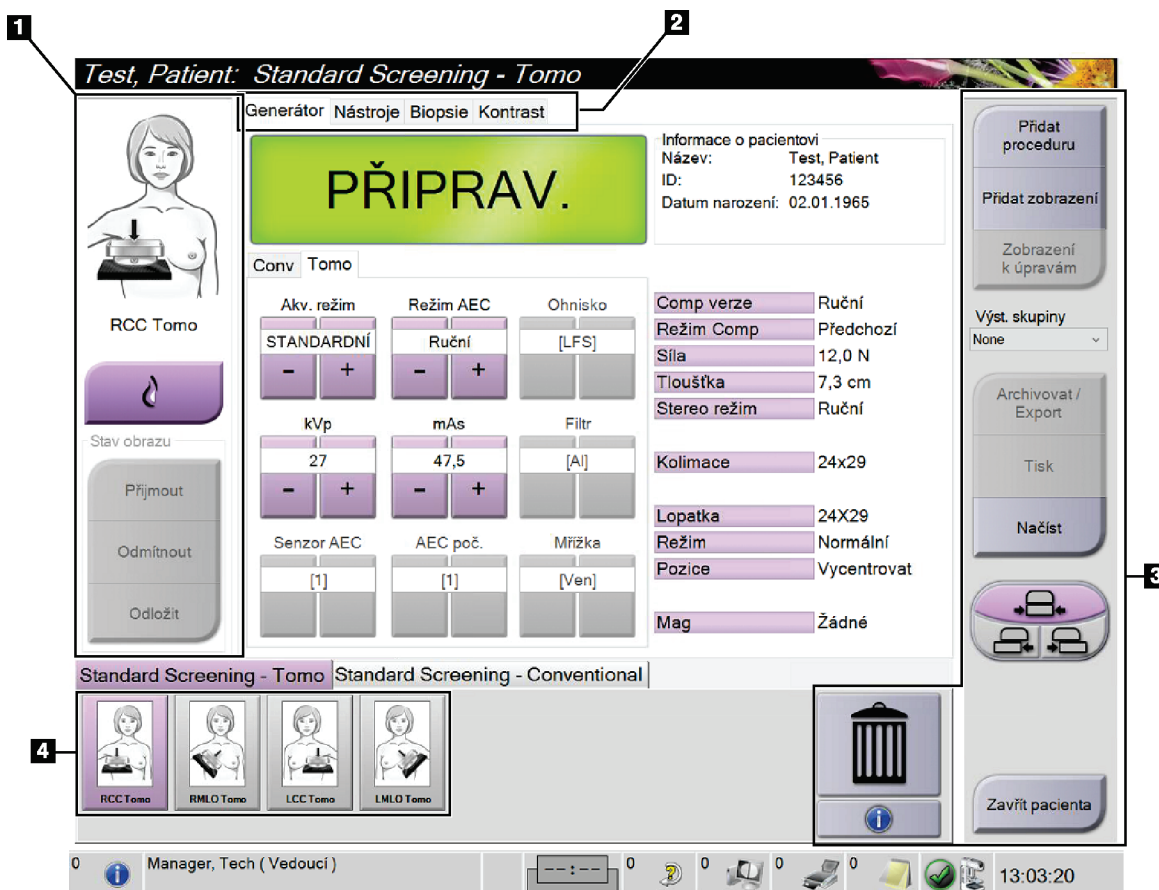 1
2
Test, Patient: Standard Screening - Tomo
Generátor Nástroje Biopsie Kontrast
PŘIPRAV.
Informace o pacientovi
Název: Test, Patient
ID: 123456
Datum narození: 02.01.1965
RCC Tomo
Stav obrazu
Přijmout
Odmítnout
Odložit
Conv Tomo
Akv. režim Režim AEC Ohnisko
STANDARDNÍ Ruční [LFS]
- + - +
kVp mAs Filtr
27 47,5 [Al]
- + - +
Senzor AEC AEC poč. Mřížka
[1] [1] [Ven]
Comp verze Ruční
Režim Comp Předchozí
Síla 12,0 N
Tloušťka 7,3 cm
Stereo režim Ruční
Kolimace 24x29
Lopatka 24X29
Režim Normální
Pozice Vycentrovat
Mag Žádné
Přidat
proceduru
Přidat zobrazení
Zobrazení
k úpravám
Výst. skupiny
None
Archivovat /
Export
Tisk
Načíst
3
Standard Screening - Tomo Standard Screening - Conventional
4
RCC Tomo RMLO Tomo LCC Tomo LMLO Tomo
Zavřít pacienta
0 Manager, Tech ( Vedoucí ) --:-- 0 0 0 0 13:03:20